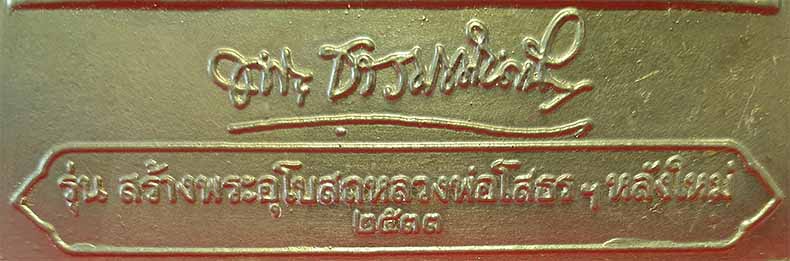 รุ่น สร้างพระอุโบสถหลวงพ่อโสธร ฯ หลังใหม่
๒๕๓๓